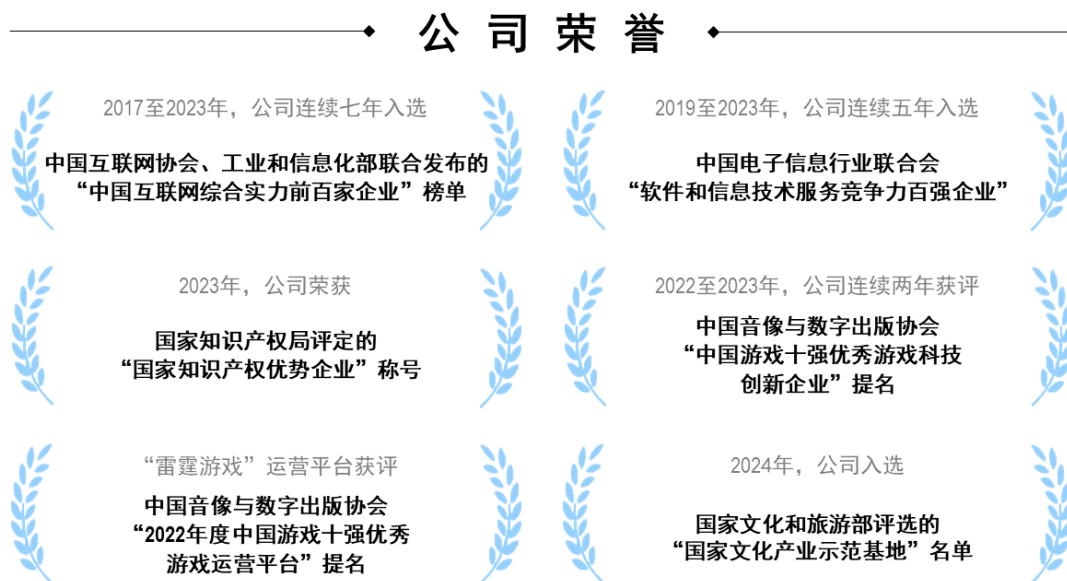 公司荣誉
2017至2023年，公司连续七年入选
中国互联网协会、工业和信息化部联合发布的
“中国互联网综合实力前百家企业”榜单
2019至2023年，公司连续五年入选
中国电子信息行业联合会
“软件和信息技术服务竞争力百强企业”
2023年，公司荣获
国家知识产权局评定的
“国家知识产权优势企业”称号
2022至2023年，公司连续两年获评
中国音像与数字出版协会
“中国游戏十强优秀游戏科技
创新企业”提名
“雷霆游戏”运营平台获评
中国音像与数字出版协会
“2022年度中国游戏十强优秀
游戏运营平台”提名
2024年，公司入选
国家文化和旅游部评选的
“国家文化产业示范基地”名单